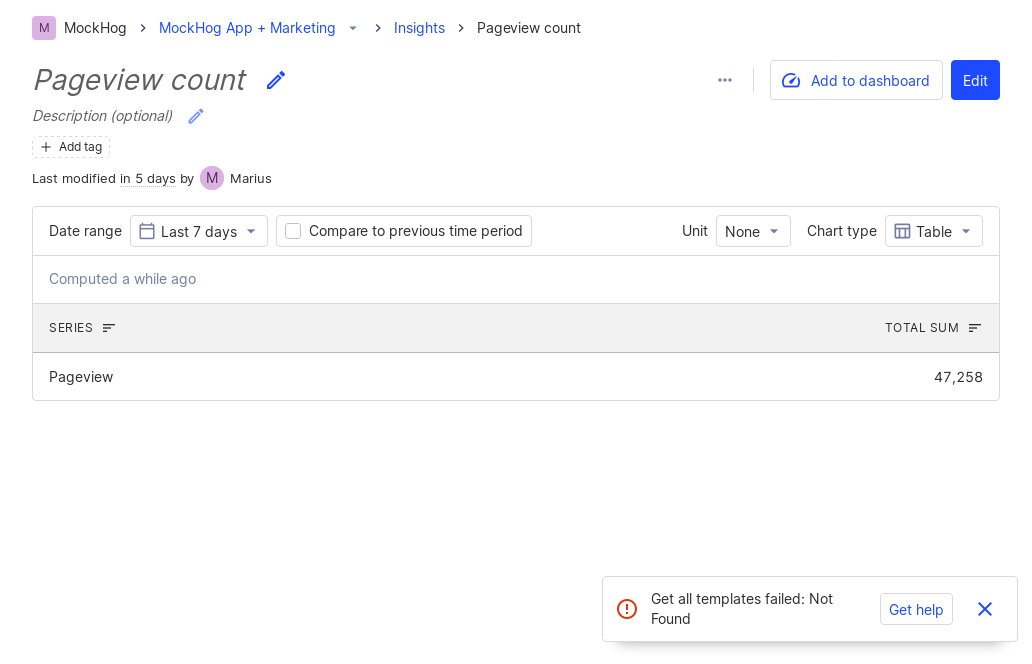 M MockHog MockHog App + Marketing Insights Pageview count
Pageview count
Add to dashboard
Edit
Description (optional)
Add tag
Last modified in 5 days by M Marius
Date range Last 7 days Compare to previous time period Unit None Chart type Table
Computed a while ago
SERIES TOTAL SUM
Pageview 47,258
Get all templates failed: Not
Found
Get help